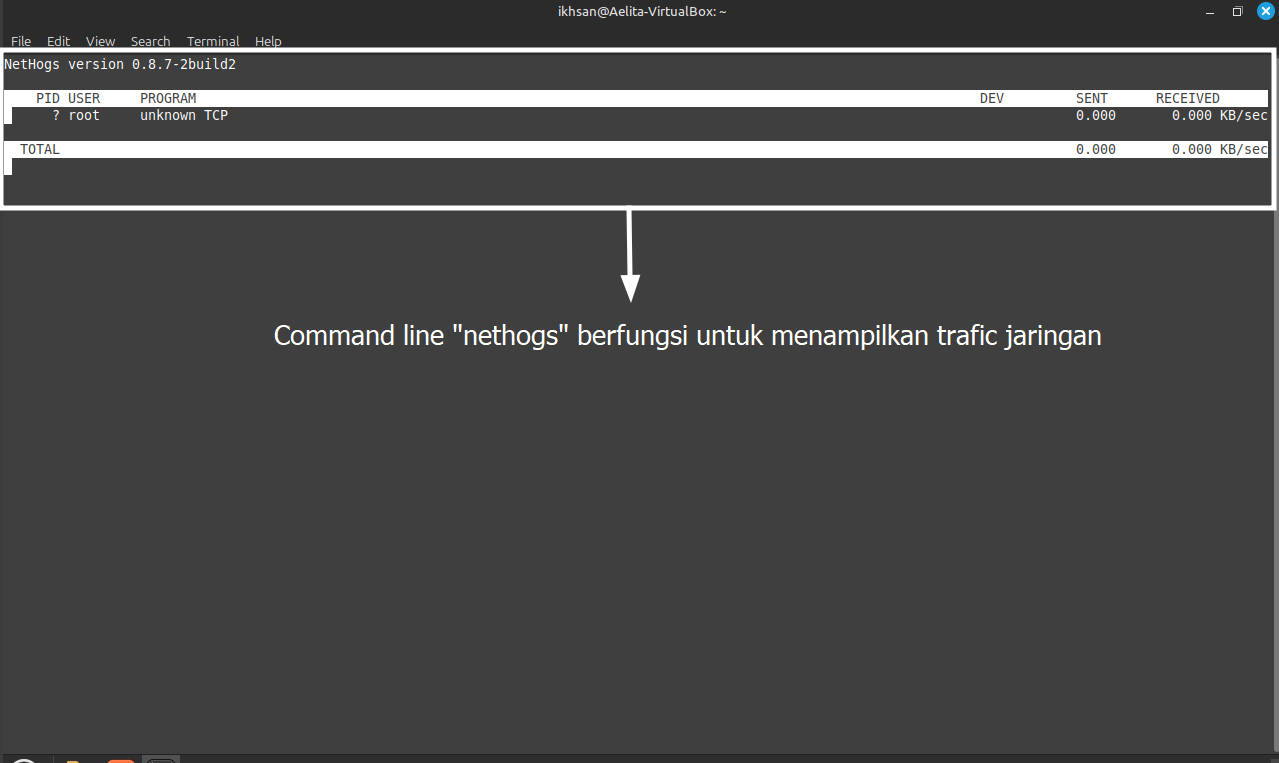 ikhsan@Aelita-VirtualBox: ~
File Edit View Search Terminal Help
NetHogs version 0.8.7-2build2
PID USER PROGRAM DEV SENT RECEIVED
? root unknown TCP 0.000 0.000 KB/sec
TOTAL 0.000 0.000 KB/sec
Command line "nethogs" berfungsi untuk menampilkan trafic jaringan